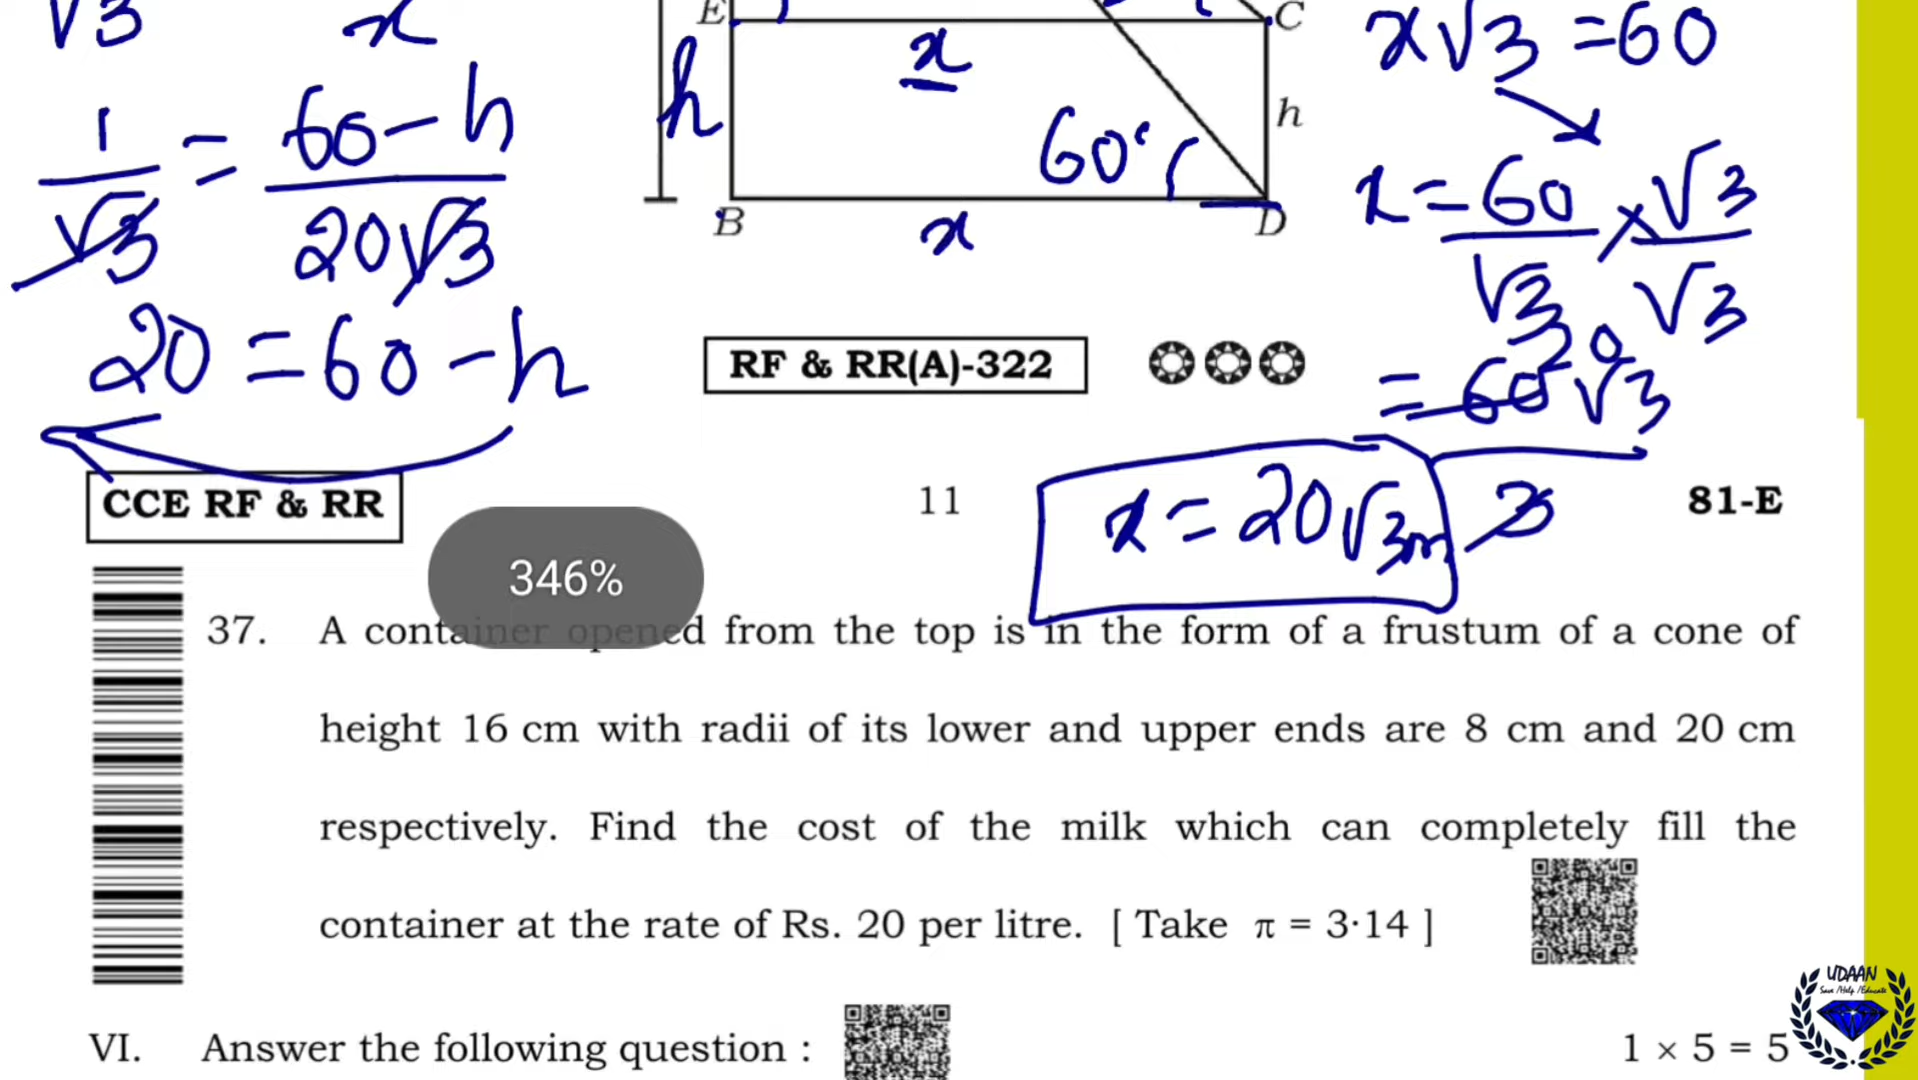 √3 x
1/√3 = 60-h/20√3
20 = 60-h
E C
x
h
h
60°
B D
x
x√3 = 60
x = 60/√3 × √3/√3
= 60√3/3
20
x = 20√3m
RF & RR(A)-322
CCE RF & RR 11 81-E
346%
37. A container opened from the top is in the form of a frustum of a cone of
height 16 cm with radii of its lower and upper ends are 8 cm and 20 cm
respectively. Find the cost of the milk which can completely fill the
container at the rate of Rs. 20 per litre. [ Take π = 3·14 ]
VI. Answer the following question : 1 × 5 = 5
UDAAN
Save /Help /Educate